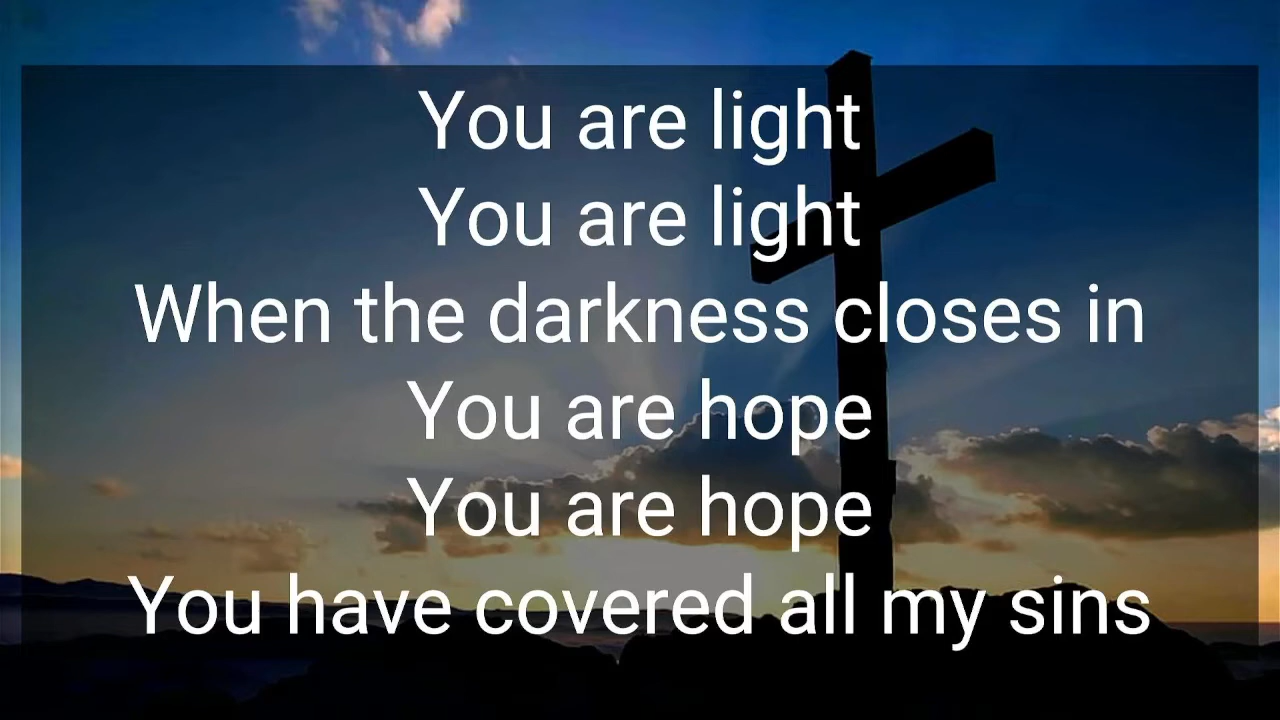 You are light
You are light
When the darkness closes in
You are hope
You are hope
You have covered all my sins